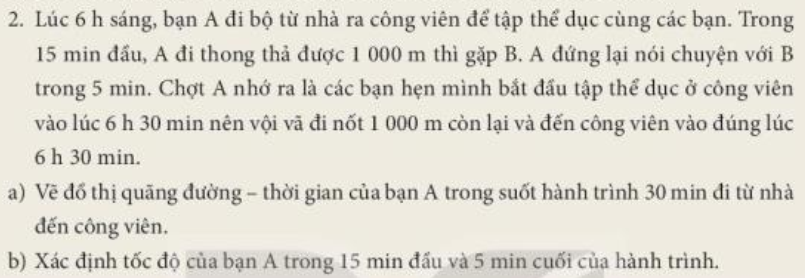 2. Lúc 6 h sáng, bạn A đi bộ từ nhà ra công viên để tập thể dục cùng các bạn. Trong
15 min đầu, A đi thong thả được 1 000 m thì gặp B. A đứng lại nói chuyện với B
trong 5 min. Chợt A nhớ ra là các bạn hẹn mình bắt đầu tập thể dục ở công viên
vào lúc 6 h 30 min nên vội vã đi nốt 1 000 m còn lại và đến công viên vào đúng lúc
6 h 30 min.
a) Vẽ đồ thị quãng đường – thời gian của bạn A trong suốt hành trình 30 min đi từ nhà
đến công viên.
b) Xác định tốc độ của bạn A trong 15 min đầu và 5 min cuối của hành trình.